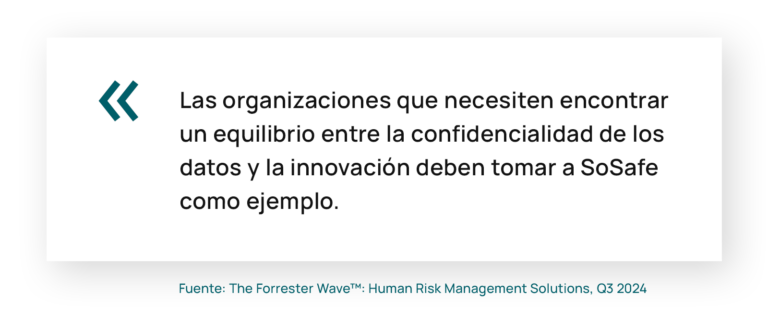 «
Las organizaciones que necesiten encontrar
un equilibrio entre la confidencialidad de los
datos y la innovación deben tomar a SoSafe
como ejemplo.
Fuente: The Forrester Wave™: Human Risk Management Solutions, Q3 2024